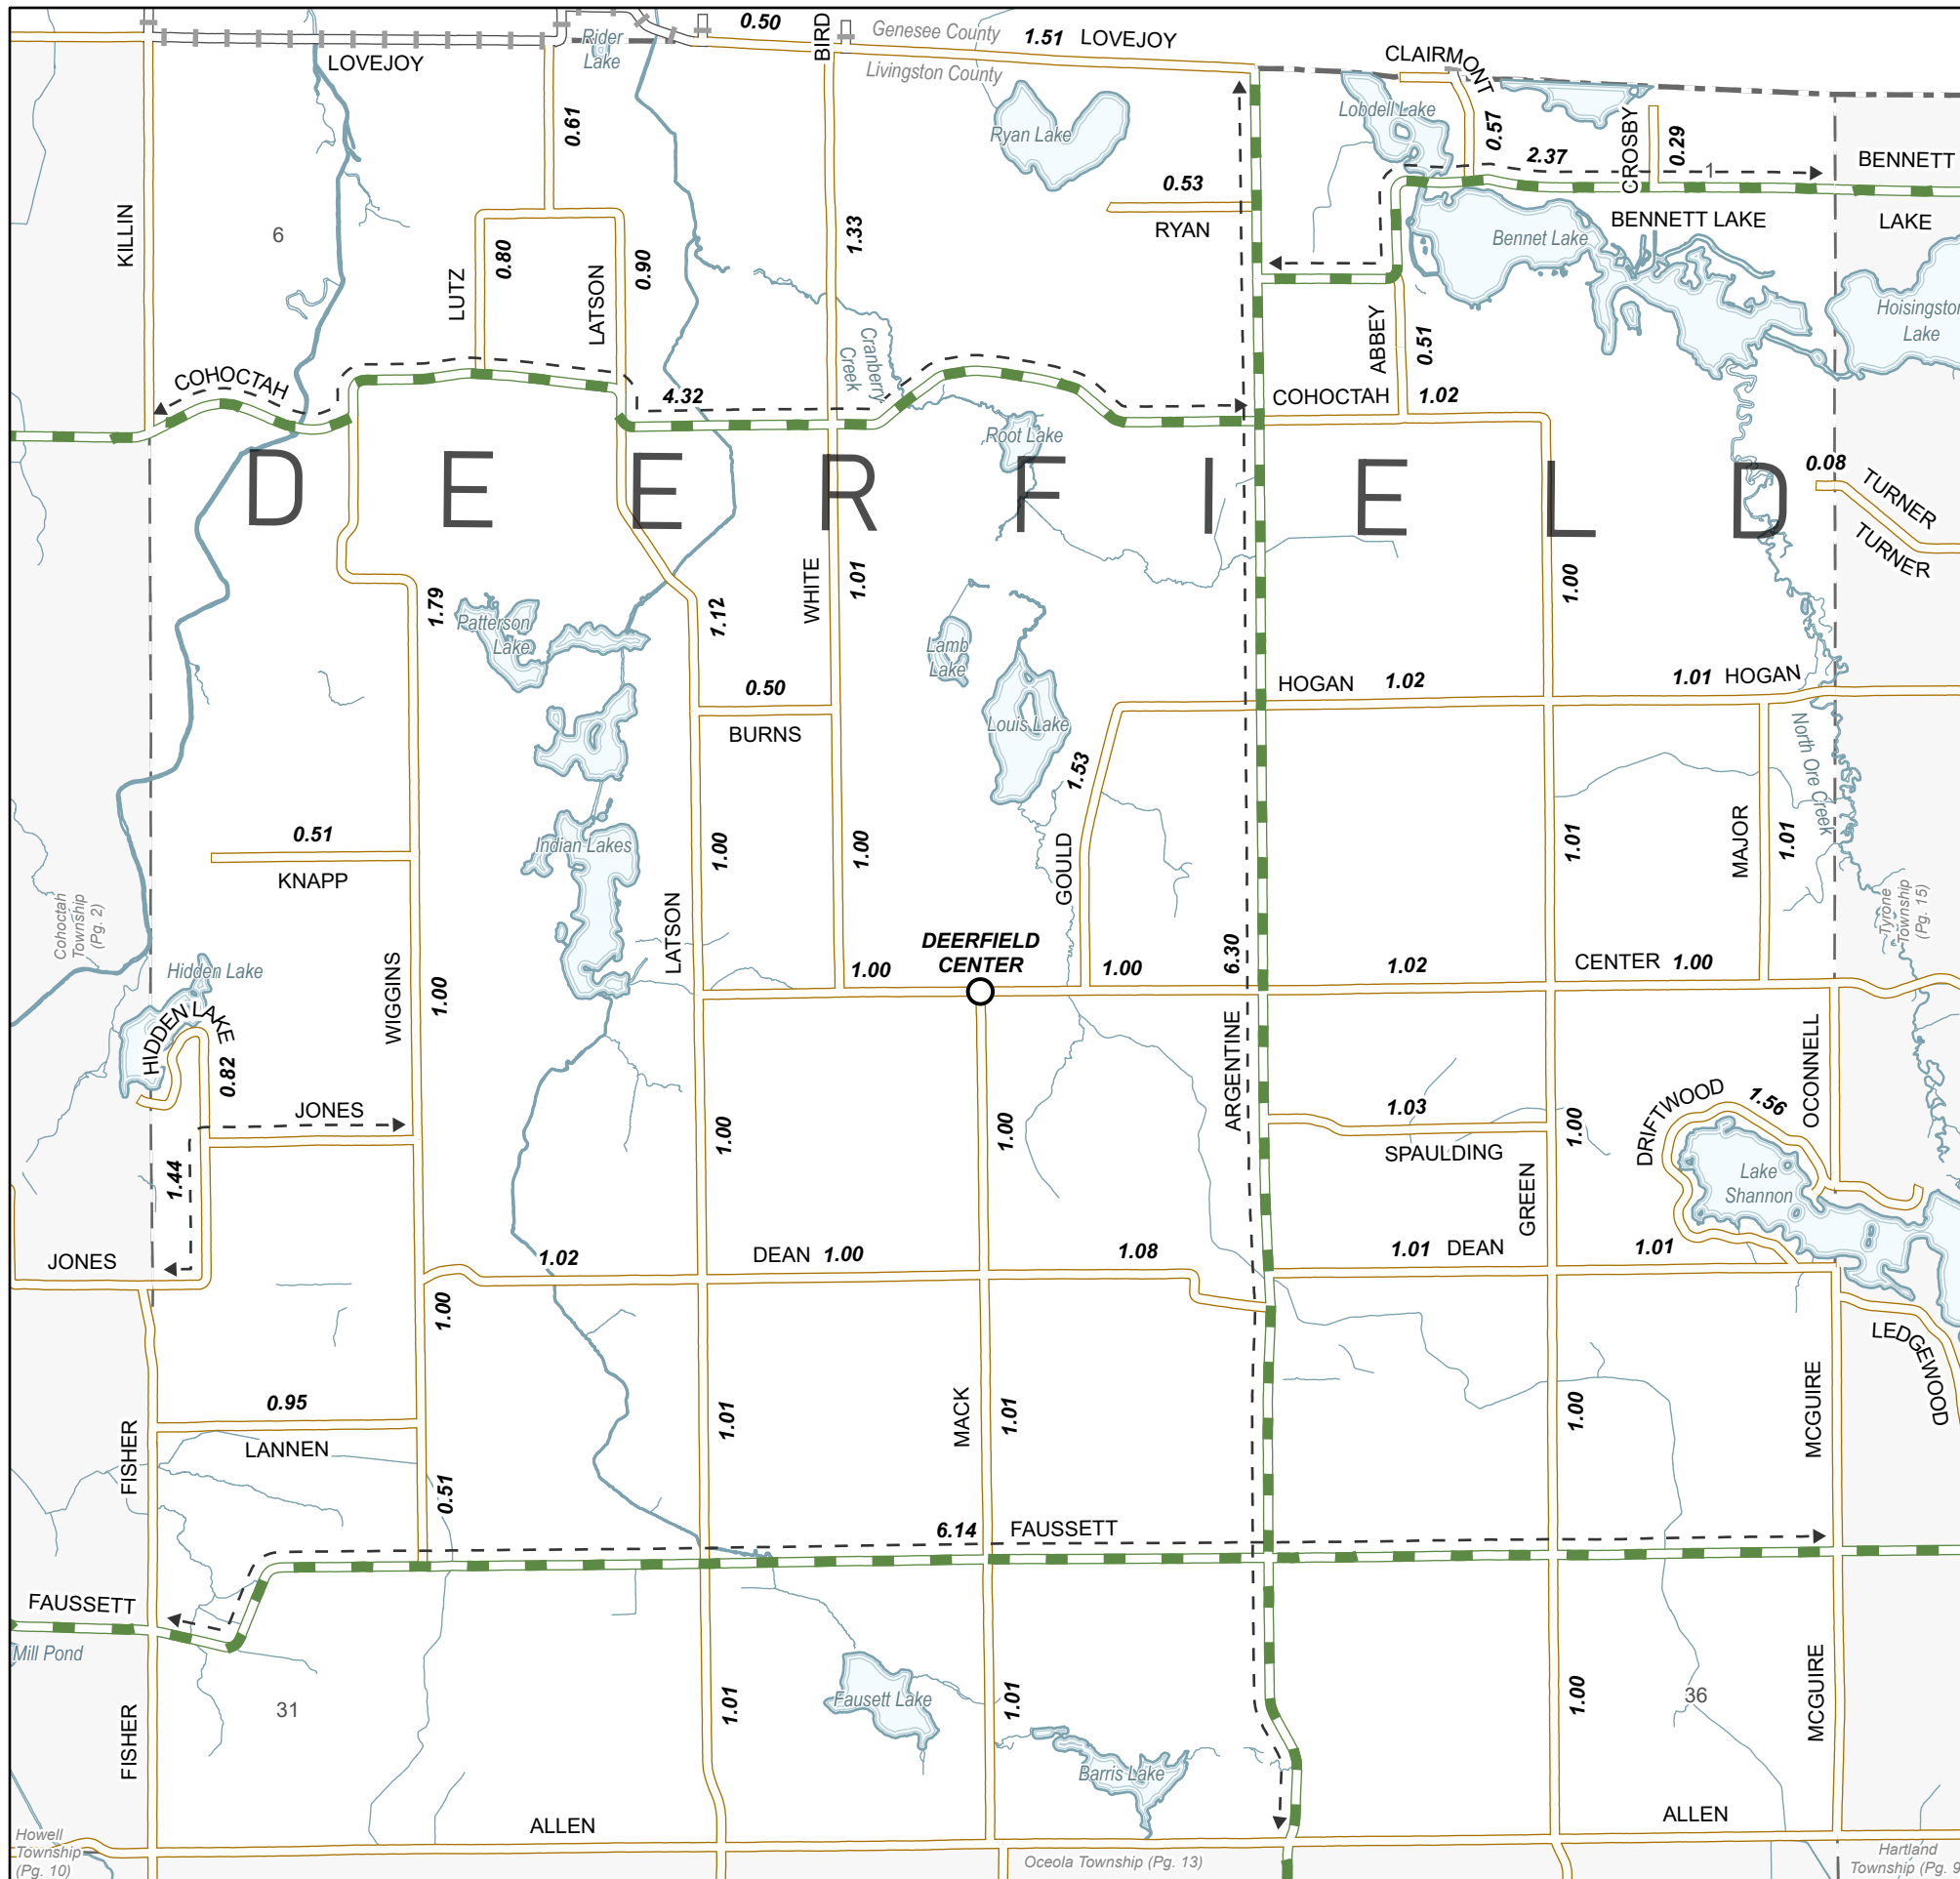 0.50
BIRD
Genesee County
1.51 LOVEJOY
Livingston County
CLAIRMONT
LOVEJOY
Rider
Lake
Ryan Lake
Lobdell Lake
0.61
0.57
2.37
CROSBY
0.29
1
BENNETT
LAKE
BENNETT LAKE
0.53
RYAN
Bennet Lake
Hoisingston
Lake
KILLIN
6
LUTZ
0.80
LATSON
0.90
1.33
Cranberry
Creek
ABBEY
0.51
COHOCTAH
4.32
COHOCTAH 1.02
Root Lake
DEERFIELD
0.08
TURNER
TURNER
1.79
Patterson
Lake
1.12
WHITE
1.01
Lamb
Lake
1.00
0.50
BURNS
Louis Lake
HOGAN 1.02
1.01 HOGAN
North Ore Creek
1.53
GOULD
0.51
KNAPP
Indian Lakes
1.00
1.00
1.01
MAJOR
1.01
Cohoctah
Township
(Pg. 2)
Tyrone
Township
(Pg. 15)
Hidden Lake
HIDDEN LAKE
0.82
WIGGINS
1.00
LATSON
DEERFIELD
CENTER
1.00
1.00
6.30
1.02
CENTER 1.00
ARGENTINE
OCONNELL
JONES
1.44
1.00
1.00
1.03
SPAULDING
1.00
GREEN
DRIFTWOOD
1.56
Lake
Shannon
JONES
1.02
DEAN 1.00
1.08
1.01 DEAN
1.01
1.00
LEDGEWOOD
0.95
LANNEN
FISHER
0.51
1.01
MACK
1.01
1.00
MCGUIRE
6.14
FAUSSETT
FAUSSETT
Mill Pond
31
FISHER
1.01
Fausett Lake
1.01
Barris Lake
1.00
36
MCGUIRE
ALLEN
ALLEN
Howell
Township
(Pg. 10)
Oceola Township (Pg. 13)
Hartland
Township (Pg. 9